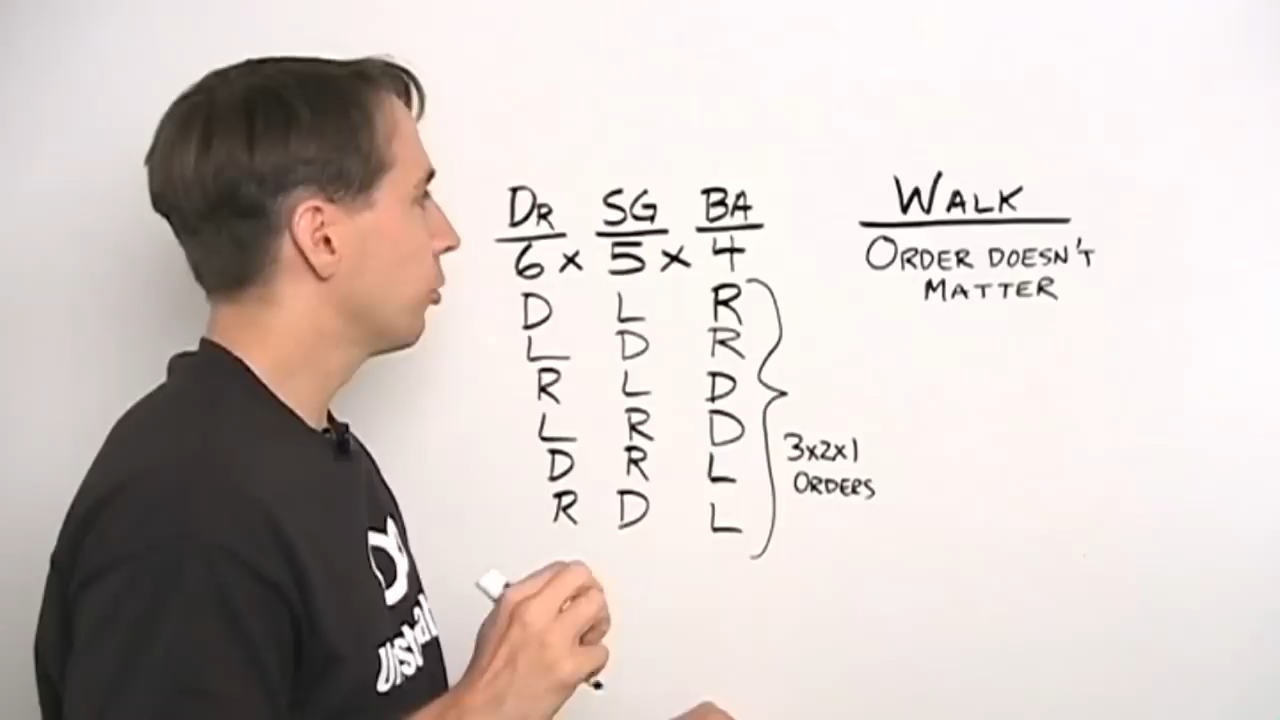 DR SG BA
6 x 5 x 4
D L R
L D R
R L D
L R D
D R L
R D L
3x2x1
ORDERS
WALK
ORDER DOESN'T
MATTER